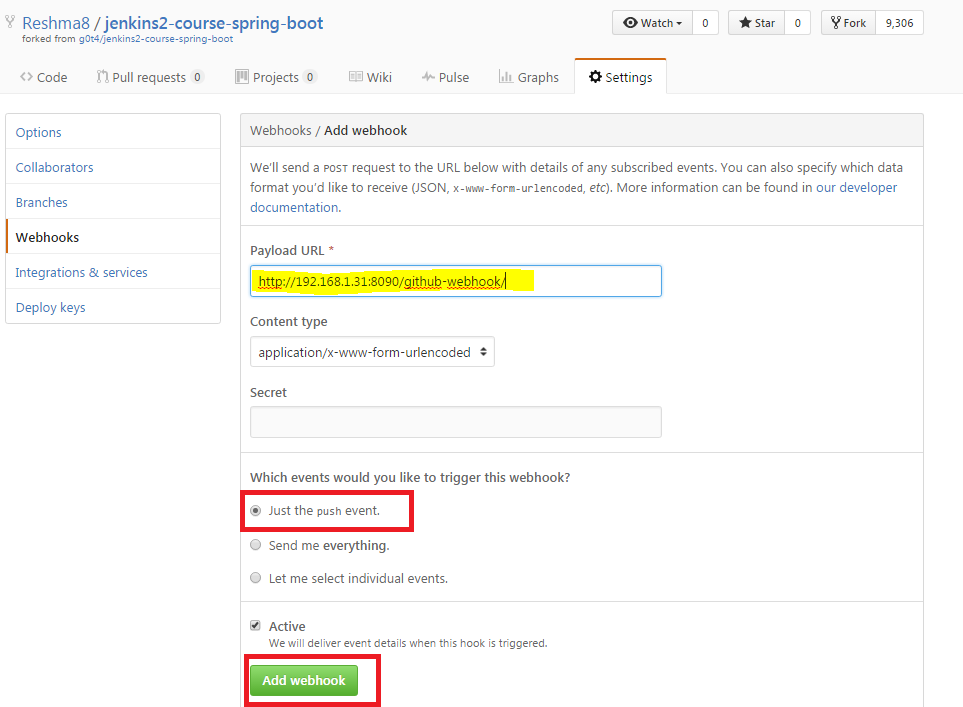 Reshma8 / jenkins2-course-spring-boot
forked from g0t4/jenkins2-course-spring-boot
Watch 0 Star 0 Fork 9,306
Code Pull requests 0 Projects 0 Wiki Pulse Graphs Settings
Options
Collaborators
Branches
Webhooks
Integrations & services
Deploy keys
Webhooks / Add webhook
We'll send a POST request to the URL below with details of any subscribed events. You can also specify which data
format you'd like to receive (JSON, x-www-form-urlencoded, etc). More information can be found in our developer
documentation.
Payload URL *
http://192.168.1.31:8090/github-webhook/
Content type
application/x-www-form-urlencoded
Secret
Which events would you like to trigger this webhook?
Just the push event.
Send me everything.
Let me select individual events.
Active
We will deliver event details when this hook is triggered.
Add webhook